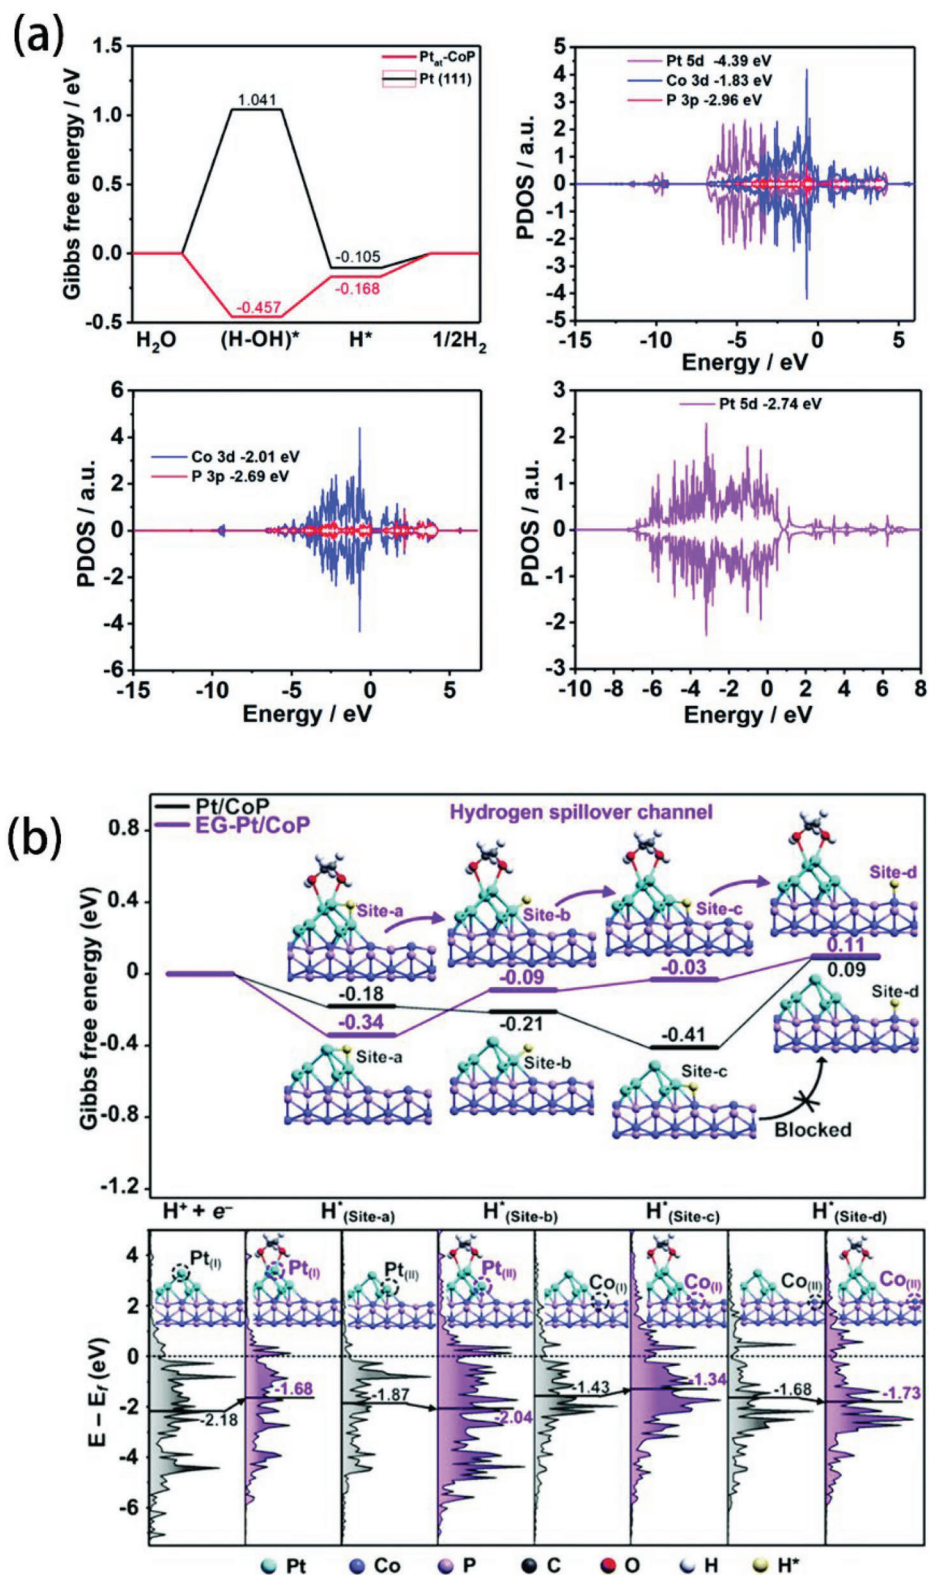 (a)
Gibbs free energy / eV
1.5
1.0
0.5
0.0
-0.5
Ptat-CoP
Pt (111)
1.041
-0.105
-0.168
-0.457
H2O (H-OH)* H* 1/2H2
PDOS / a.u.
5
4
3
2
1
0
-1
-2
-3
-4
-5
Pt 5d -4.39 eV
Co 3d -1.83 eV
P 3p -2.96 eV
-15 -10 -5 0 5
Energy / eV
PDOS / a.u.
6
4
2
0
-2
-4
-6
Co 3d -2.01 eV
P 3p -2.69 eV
-15 -10 -5 0 5
Energy / eV
PDOS / a.u.
3
2
1
0
-1
-2
-3
Pt 5d -2.74 eV
-10 -8 -6 -4 -2 0 2 4 6 8
Energy / eV
(b)
Gibbs free energy (eV)
0.8
0.4
0
-0.4
-0.8
-1.2
Pt/CoP
EG-Pt/CoP
Hydrogen spillover channel
Site-a
Site-b
Site-c
Site-d
-0.18
-0.34
-0.09
-0.21
-0.03
-0.41
0.11
0.09
Site-a
Site-b
Site-c
Site-d
Blocked
H+ + e− H*(Site-a) H*(Site-b) H*(Site-c) H*(Site-d)
E − Ef (eV)
4
2
0
-2
-4
-6
Pt(I)
Pt(I)
Pt(II)
Pt(II)
Co(I)
Co(I)
Co(II)
Co(II)
-2.18
-1.68
-1.87
-2.04
-1.43
-1.34
-1.68
-1.73
Pt Co P C O H H*